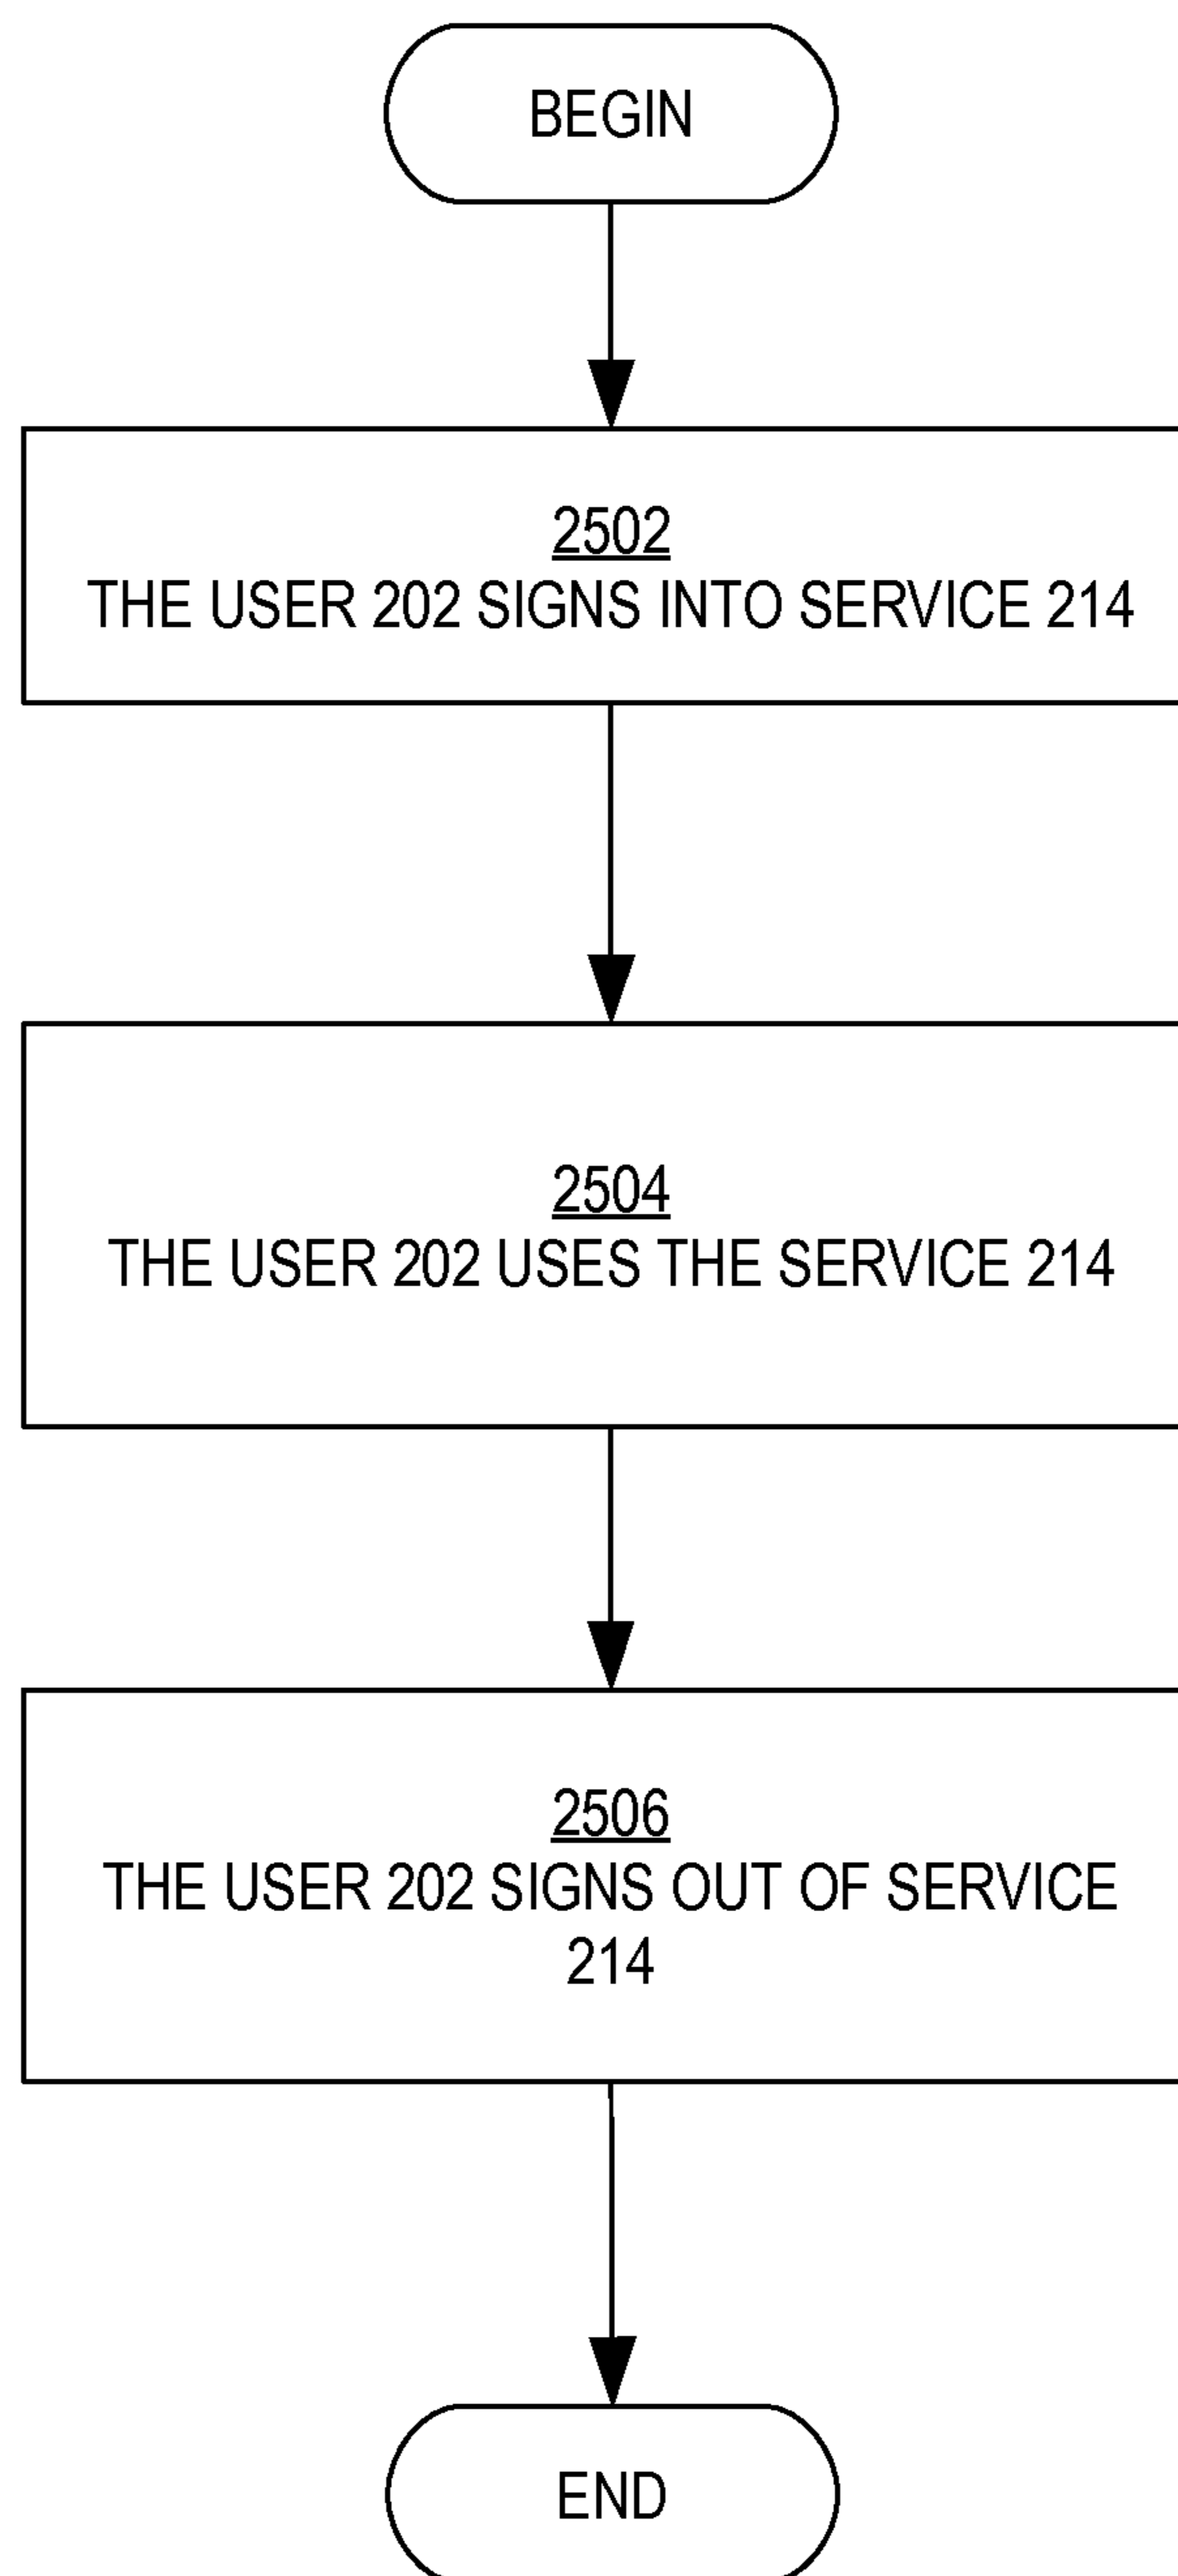 BEGIN
2502
THE USER 202 SIGNS INTO SERVICE 214
2504
THE USER 202 USES THE SERVICE 214
2506
THE USER 202 SIGNS OUT OF SERVICE
214
END